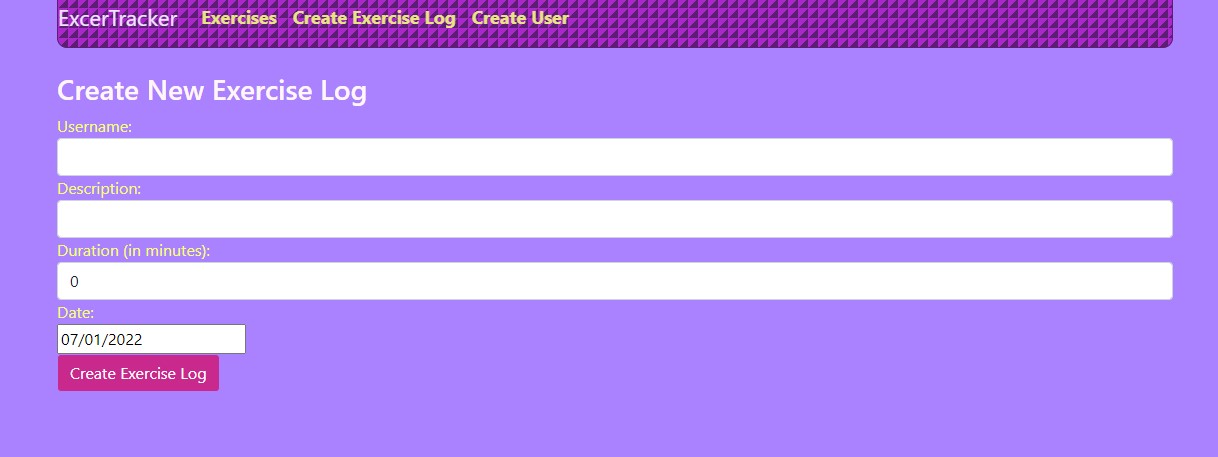 ExcerTracker Exercises Create Exercise Log Create User
Create New Exercise Log
Username:
Description:
Duration (in minutes):
0
Date:
07/01/2022
Create Exercise Log